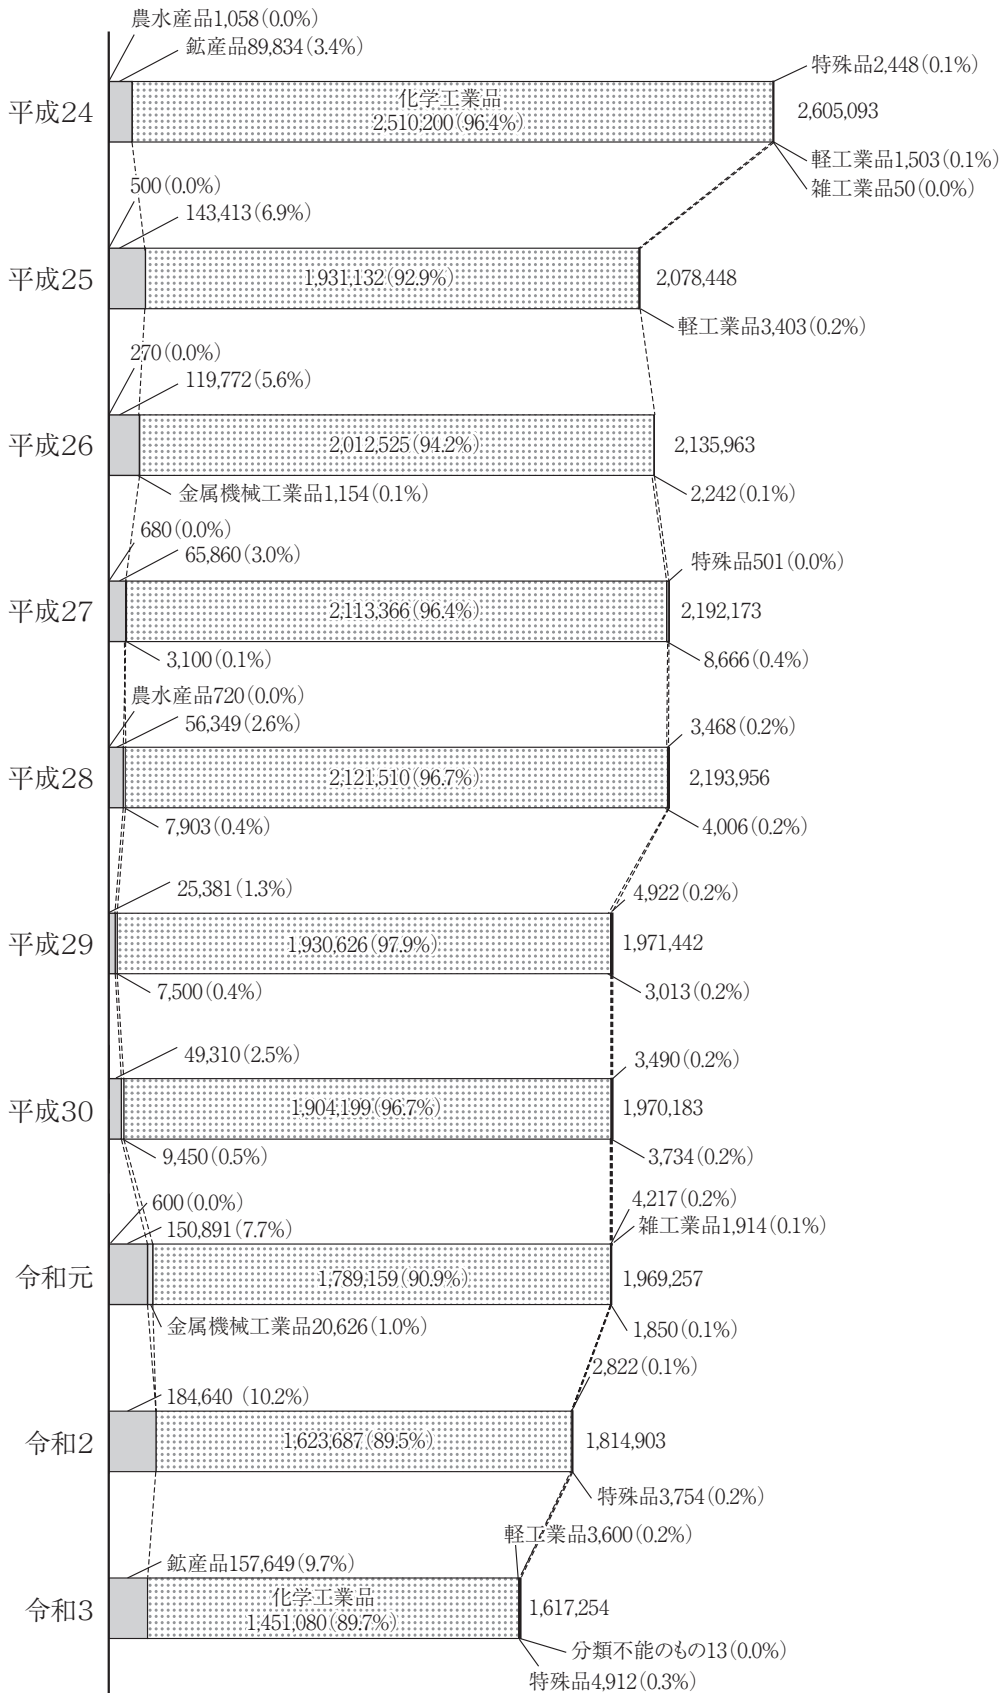 農水産品1,058(0.0%)
鉱産品89,834(3.4%)
特殊品2,448(0.1%)
平成24
化学工業品
2,510,200(96.4%)
2,605,093
軽工業品1,503(0.1%)
雑工業品50(0.0%)
500(0.0%)
143,413(6.9%)
平成25
1,931,132(92.9%)
2,078,448
軽工業品3,403(0.2%)
270(0.0%)
119,772(5.6%)
平成26
2,012,525(94.2%)
2,135,963
金属機械工業品1,154(0.1%)
2,242(0.1%)
680(0.0%)
65,860(3.0%)
特殊品501(0.0%)
平成27
2,113,366(96.4%)
2,192,173
3,100(0.1%)
8,666(0.4%)
農水産品720(0.0%)
56,349(2.6%)
3,468(0.2%)
平成28
2,121,510(96.7%)
2,193,956
7,903(0.4%)
4,006(0.2%)
25,381(1.3%)
4,922(0.2%)
平成29
1,930,626(97.9%)
1,971,442
7,500(0.4%)
3,013(0.2%)
49,310(2.5%)
3,490(0.2%)
平成30
1,904,199(96.7%)
1,970,183
9,450(0.5%)
3,734(0.2%)
600(0.0%)
150,891(7.7%)
4,217(0.2%)
雑工業品1,914(0.1%)
令和元
1,789,159(90.9%)
1,969,257
金属機械工業品20,626(1.0%)
1,850(0.1%)
184,640 (10.2%)
2,822(0.1%)
令和2
1,623,687(89.5%)
1,814,903
特殊品3,754(0.2%)
軽工業品3,600(0.2%)
鉱産品157,649(9.7%)
令和3
化学工業品
1,451,080(89.7%)
1,617,254
分類不能のもの13(0.0%)
特殊品4,912(0.3%)